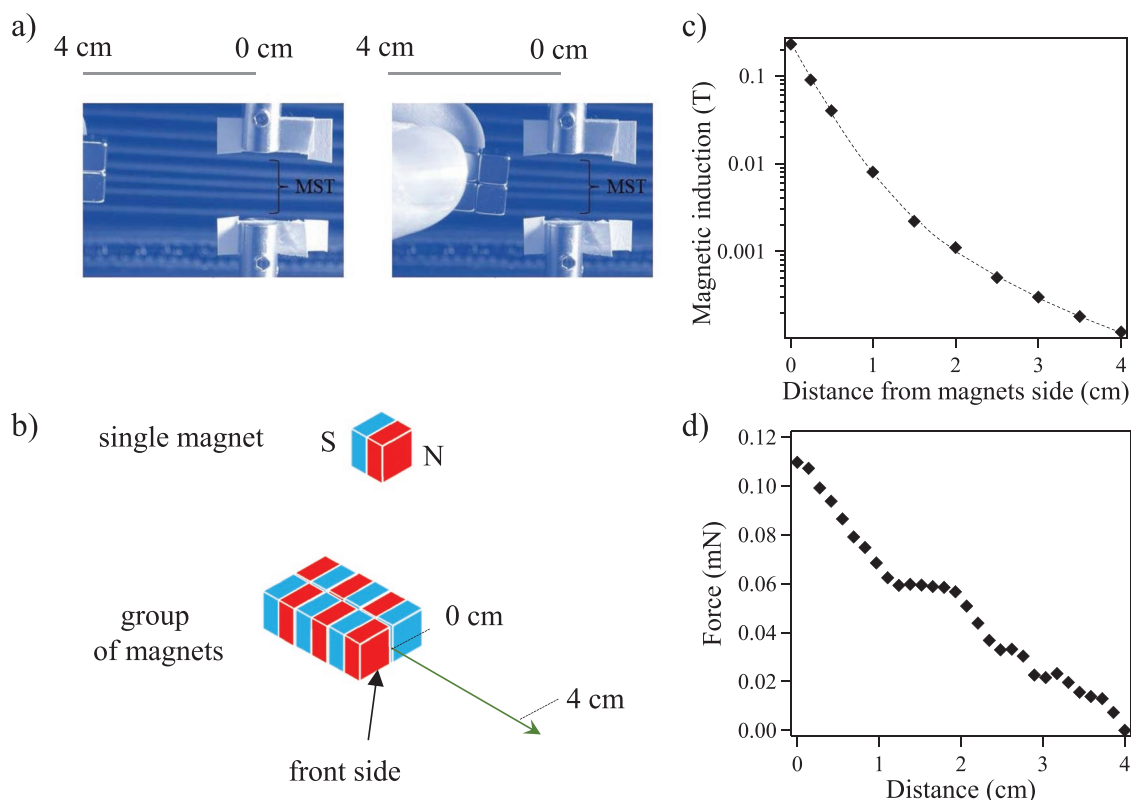 a)
4 cm
0 cm
4 cm
0 cm
MST
MST
b)
single magnet
S
N
group
of magnets
0 cm
4 cm
front side
c)
Magnetic induction (T)
0.1
0.01
0.001
0
1
2
3
4
Distance from magnets side (cm)
d)
Force (mN)
0.12
0.10
0.08
0.06
0.04
0.02
0.00
0
1
2
3
4
Distance (cm)